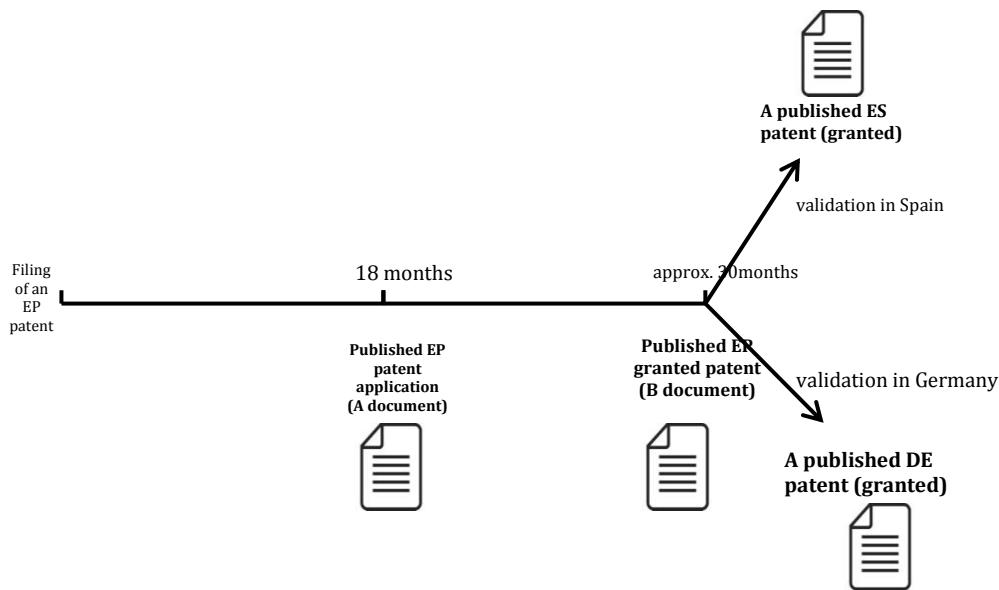 A published ES
patent (granted)
validation in Spain
Filing
of an
EP
patent
18 months
approx. 30months
Published EP
patent
application
(A document)
Published EP
granted patent
(B document)
validation in Germany
A published DE
patent (granted)